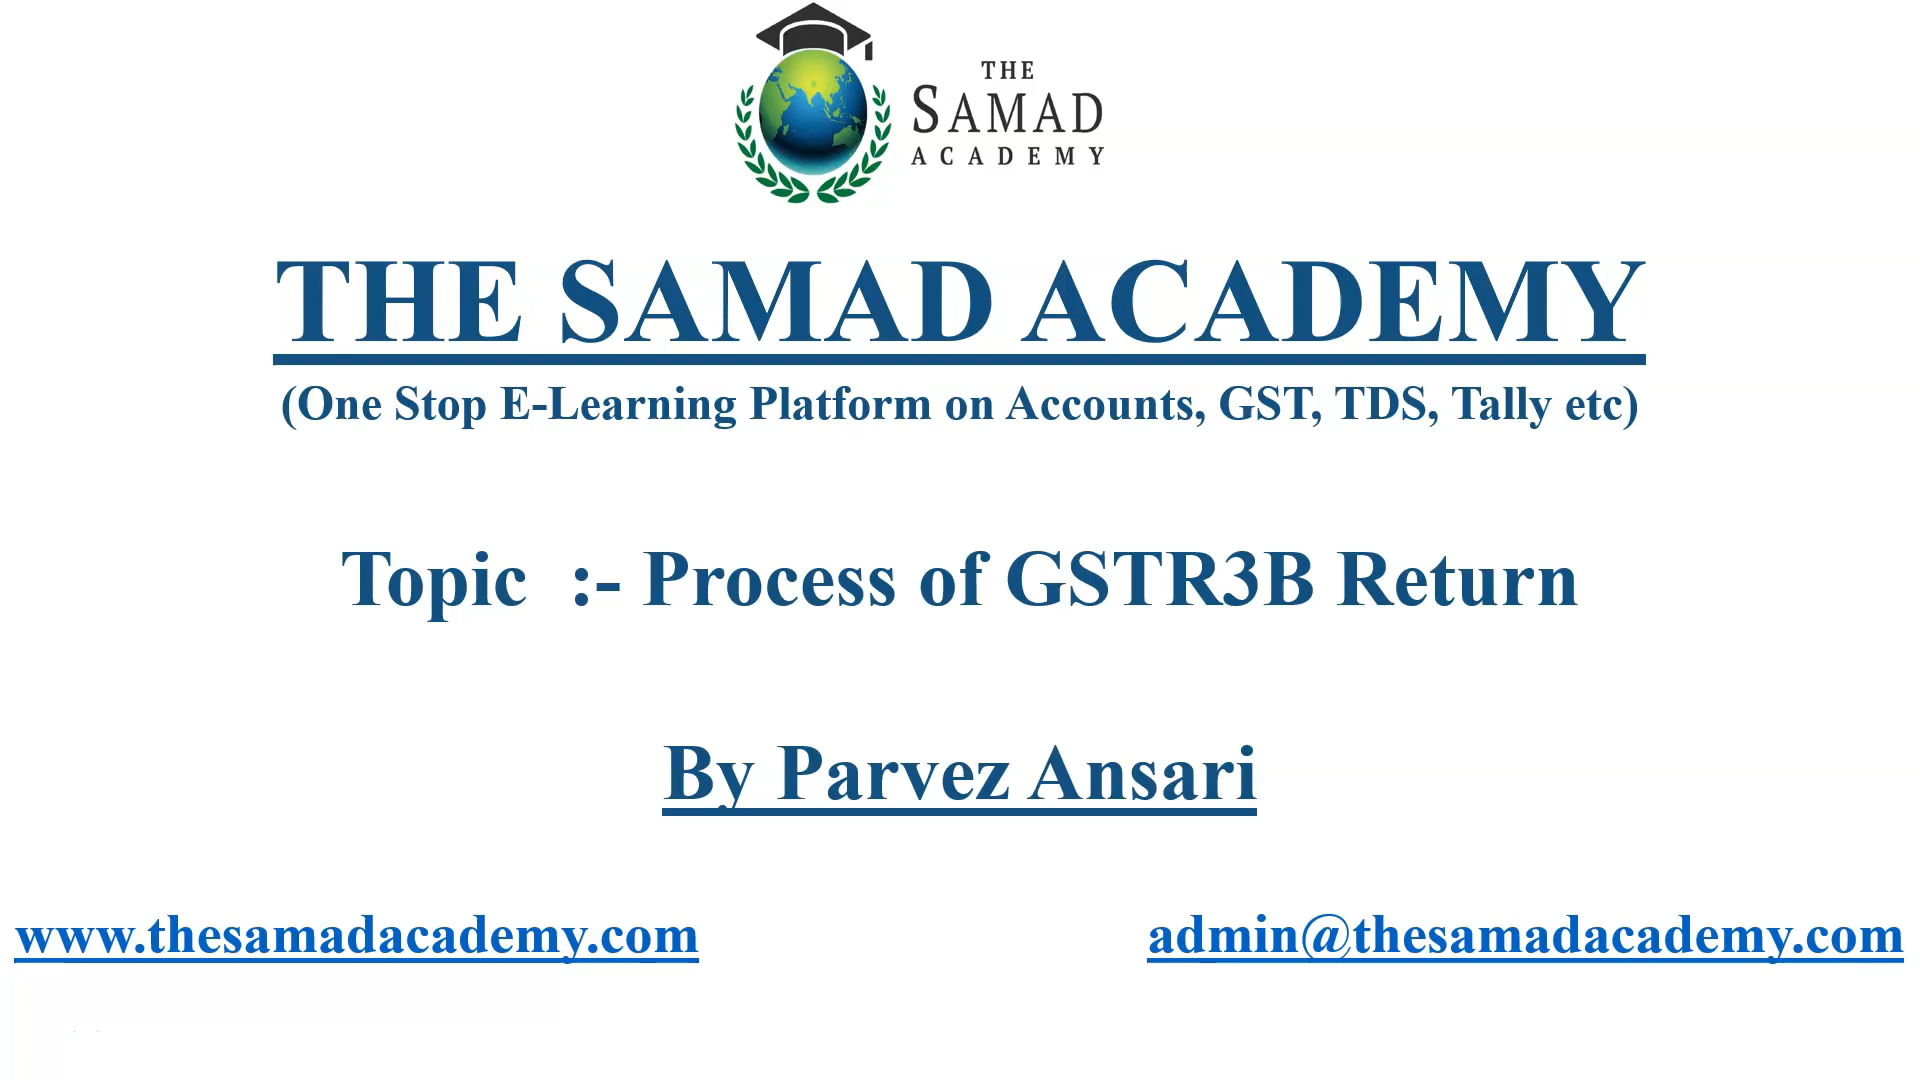 THE
SAMAD
ACADEMY
THE SAMAD ACADEMY
(One Stop E-Learning Platform on Accounts, GST, TDS, Tally etc)
Topic :- Process of GSTR3B Return
By Parvez Ansari
www.thesamadacademy.com admin@thesamadacademy.com